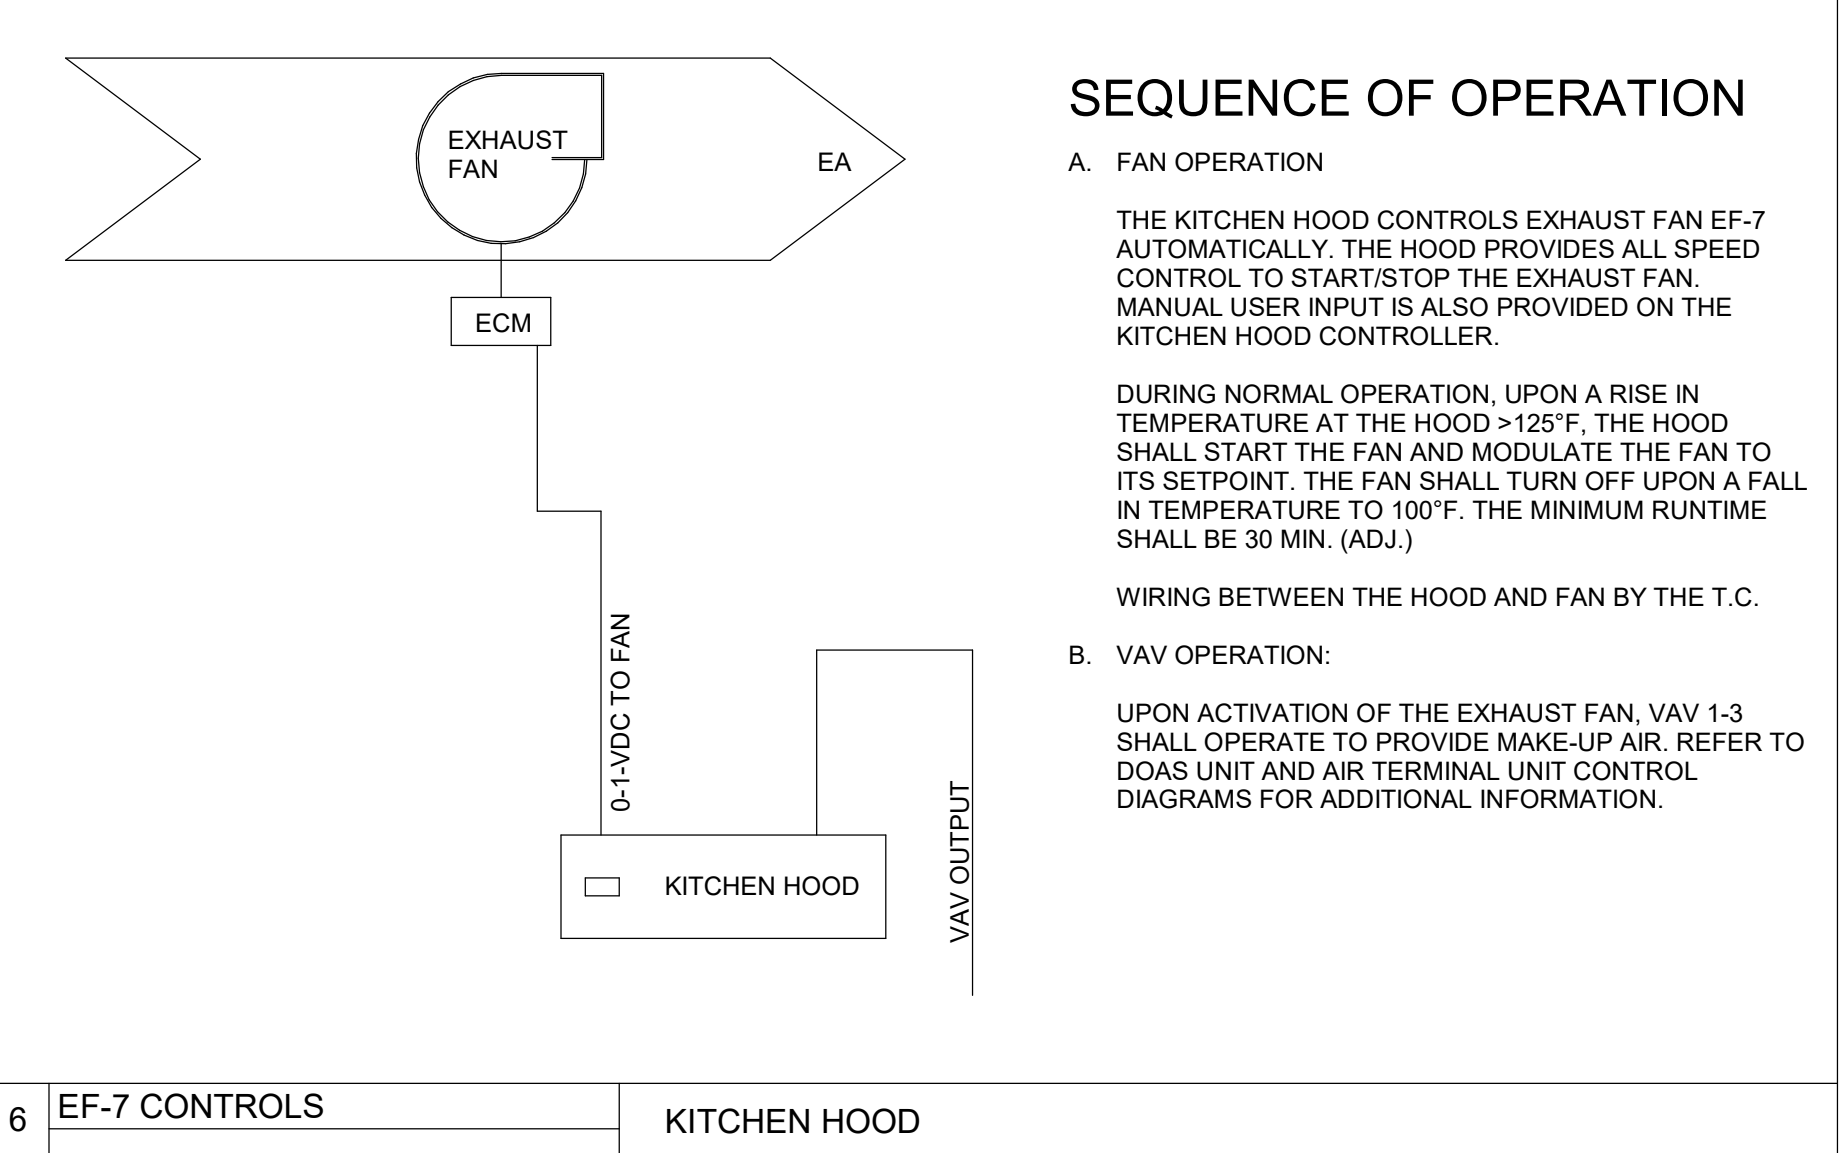 EXHAUST
FAN
EA
ECM
0-1-VDC TO FAN
VAV OUTPUT
KITCHEN HOOD
SEQUENCE OF OPERATION
A. FAN OPERATION
THE KITCHEN HOOD CONTROLS EXHAUST FAN EF-7
AUTOMATICALLY. THE HOOD PROVIDES ALL SPEED
CONTROL TO START/STOP THE EXHAUST FAN.
MANUAL USER INPUT IS ALSO PROVIDED ON THE
KITCHEN HOOD CONTROLLER.
DURING NORMAL OPERATION, UPON A RISE IN
TEMPERATURE AT THE HOOD >125°F, THE HOOD
SHALL START THE FAN AND MODULATE THE FAN TO
ITS SETPOINT. THE FAN SHALL TURN OFF UPON A FALL
IN TEMPERATURE TO 100°F. THE MINIMUM RUNTIME
SHALL BE 30 MIN. (ADJ.)
WIRING BETWEEN THE HOOD AND FAN BY THE T.C.
B. VAV OPERATION:
UPON ACTIVATION OF THE EXHAUST FAN, VAV 1-3
SHALL OPERATE TO PROVIDE MAKE-UP AIR. REFER TO
DOAS UNIT AND AIR TERMINAL UNIT CONTROL
DIAGRAMS FOR ADDITIONAL INFORMATION.
6
EF-7 CONTROLS
KITCHEN HOOD